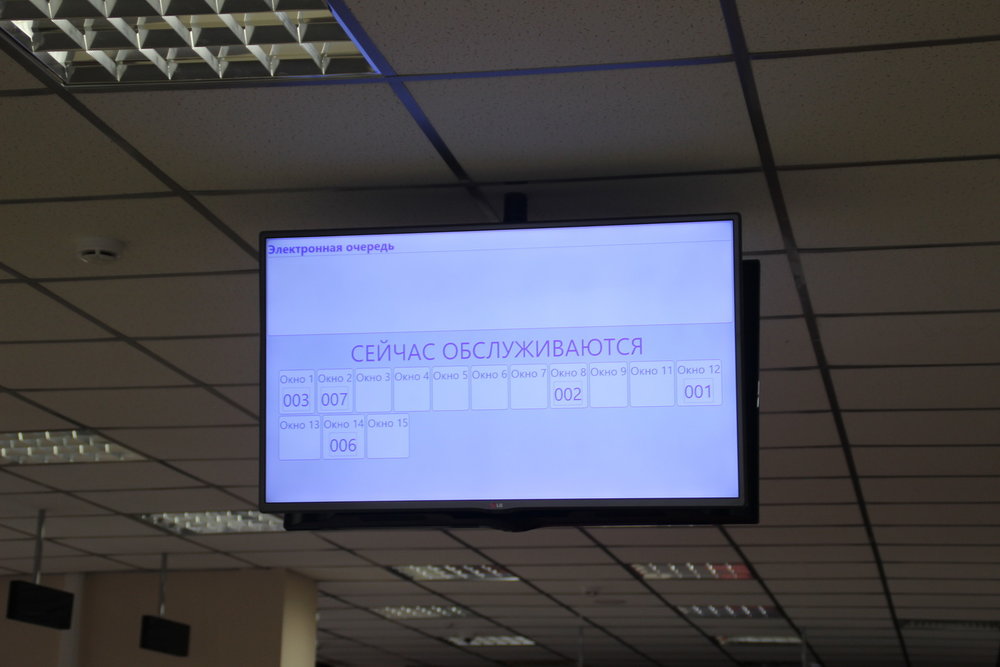 Электронная очередь
СЕЙЧАС ОБСЛУЖИВАЮТСЯ
Окно 1 Окно 2 Окно 3 Окно 4 Окно 5 Окно 6 Окно 7 Окно 8 Окно 9 Окно 11 Окно 12
003 007 002 001
Окно 13 Окно 14 Окно 15
006
LG